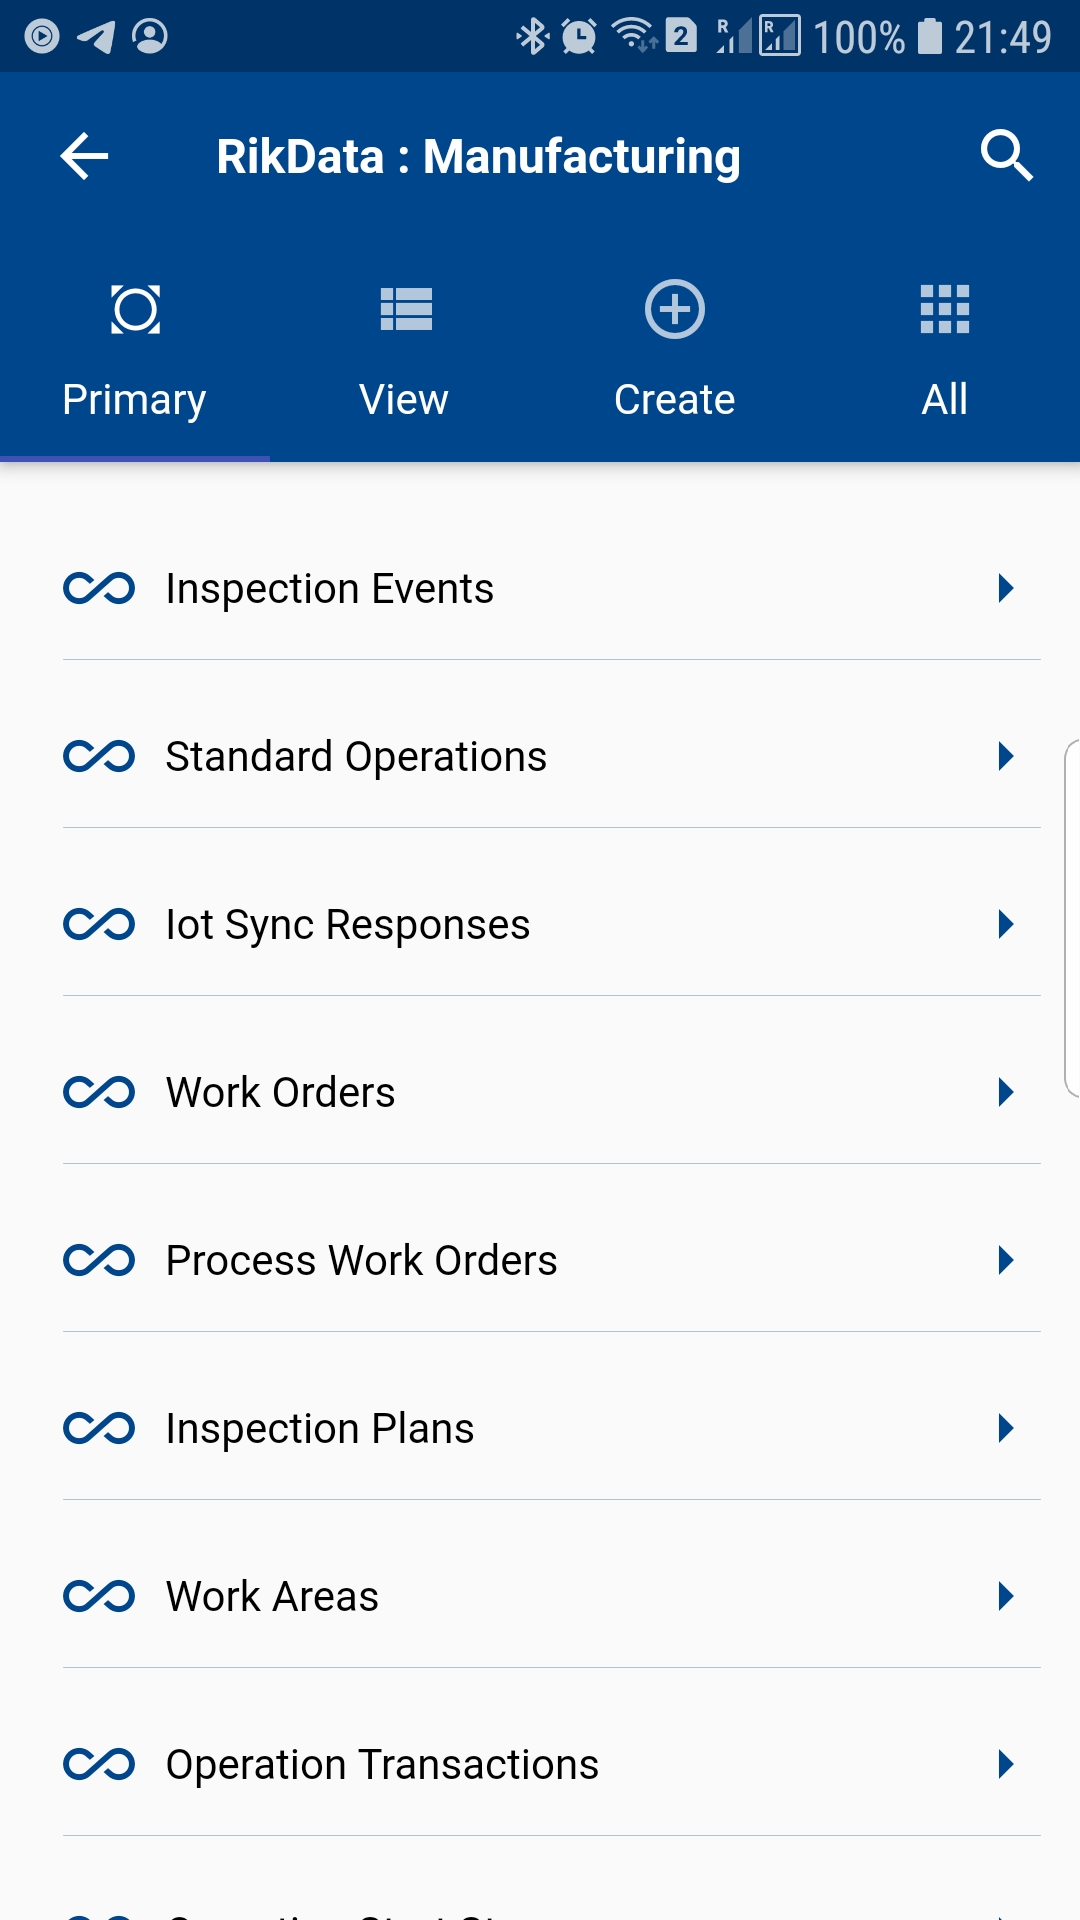 2 R R 100% 21:49
RikData : Manufacturing
Primary View Create All
Inspection Events
Standard Operations
Iot Sync Responses
Work Orders
Process Work Orders
Inspection Plans
Work Areas
Operation Transactions